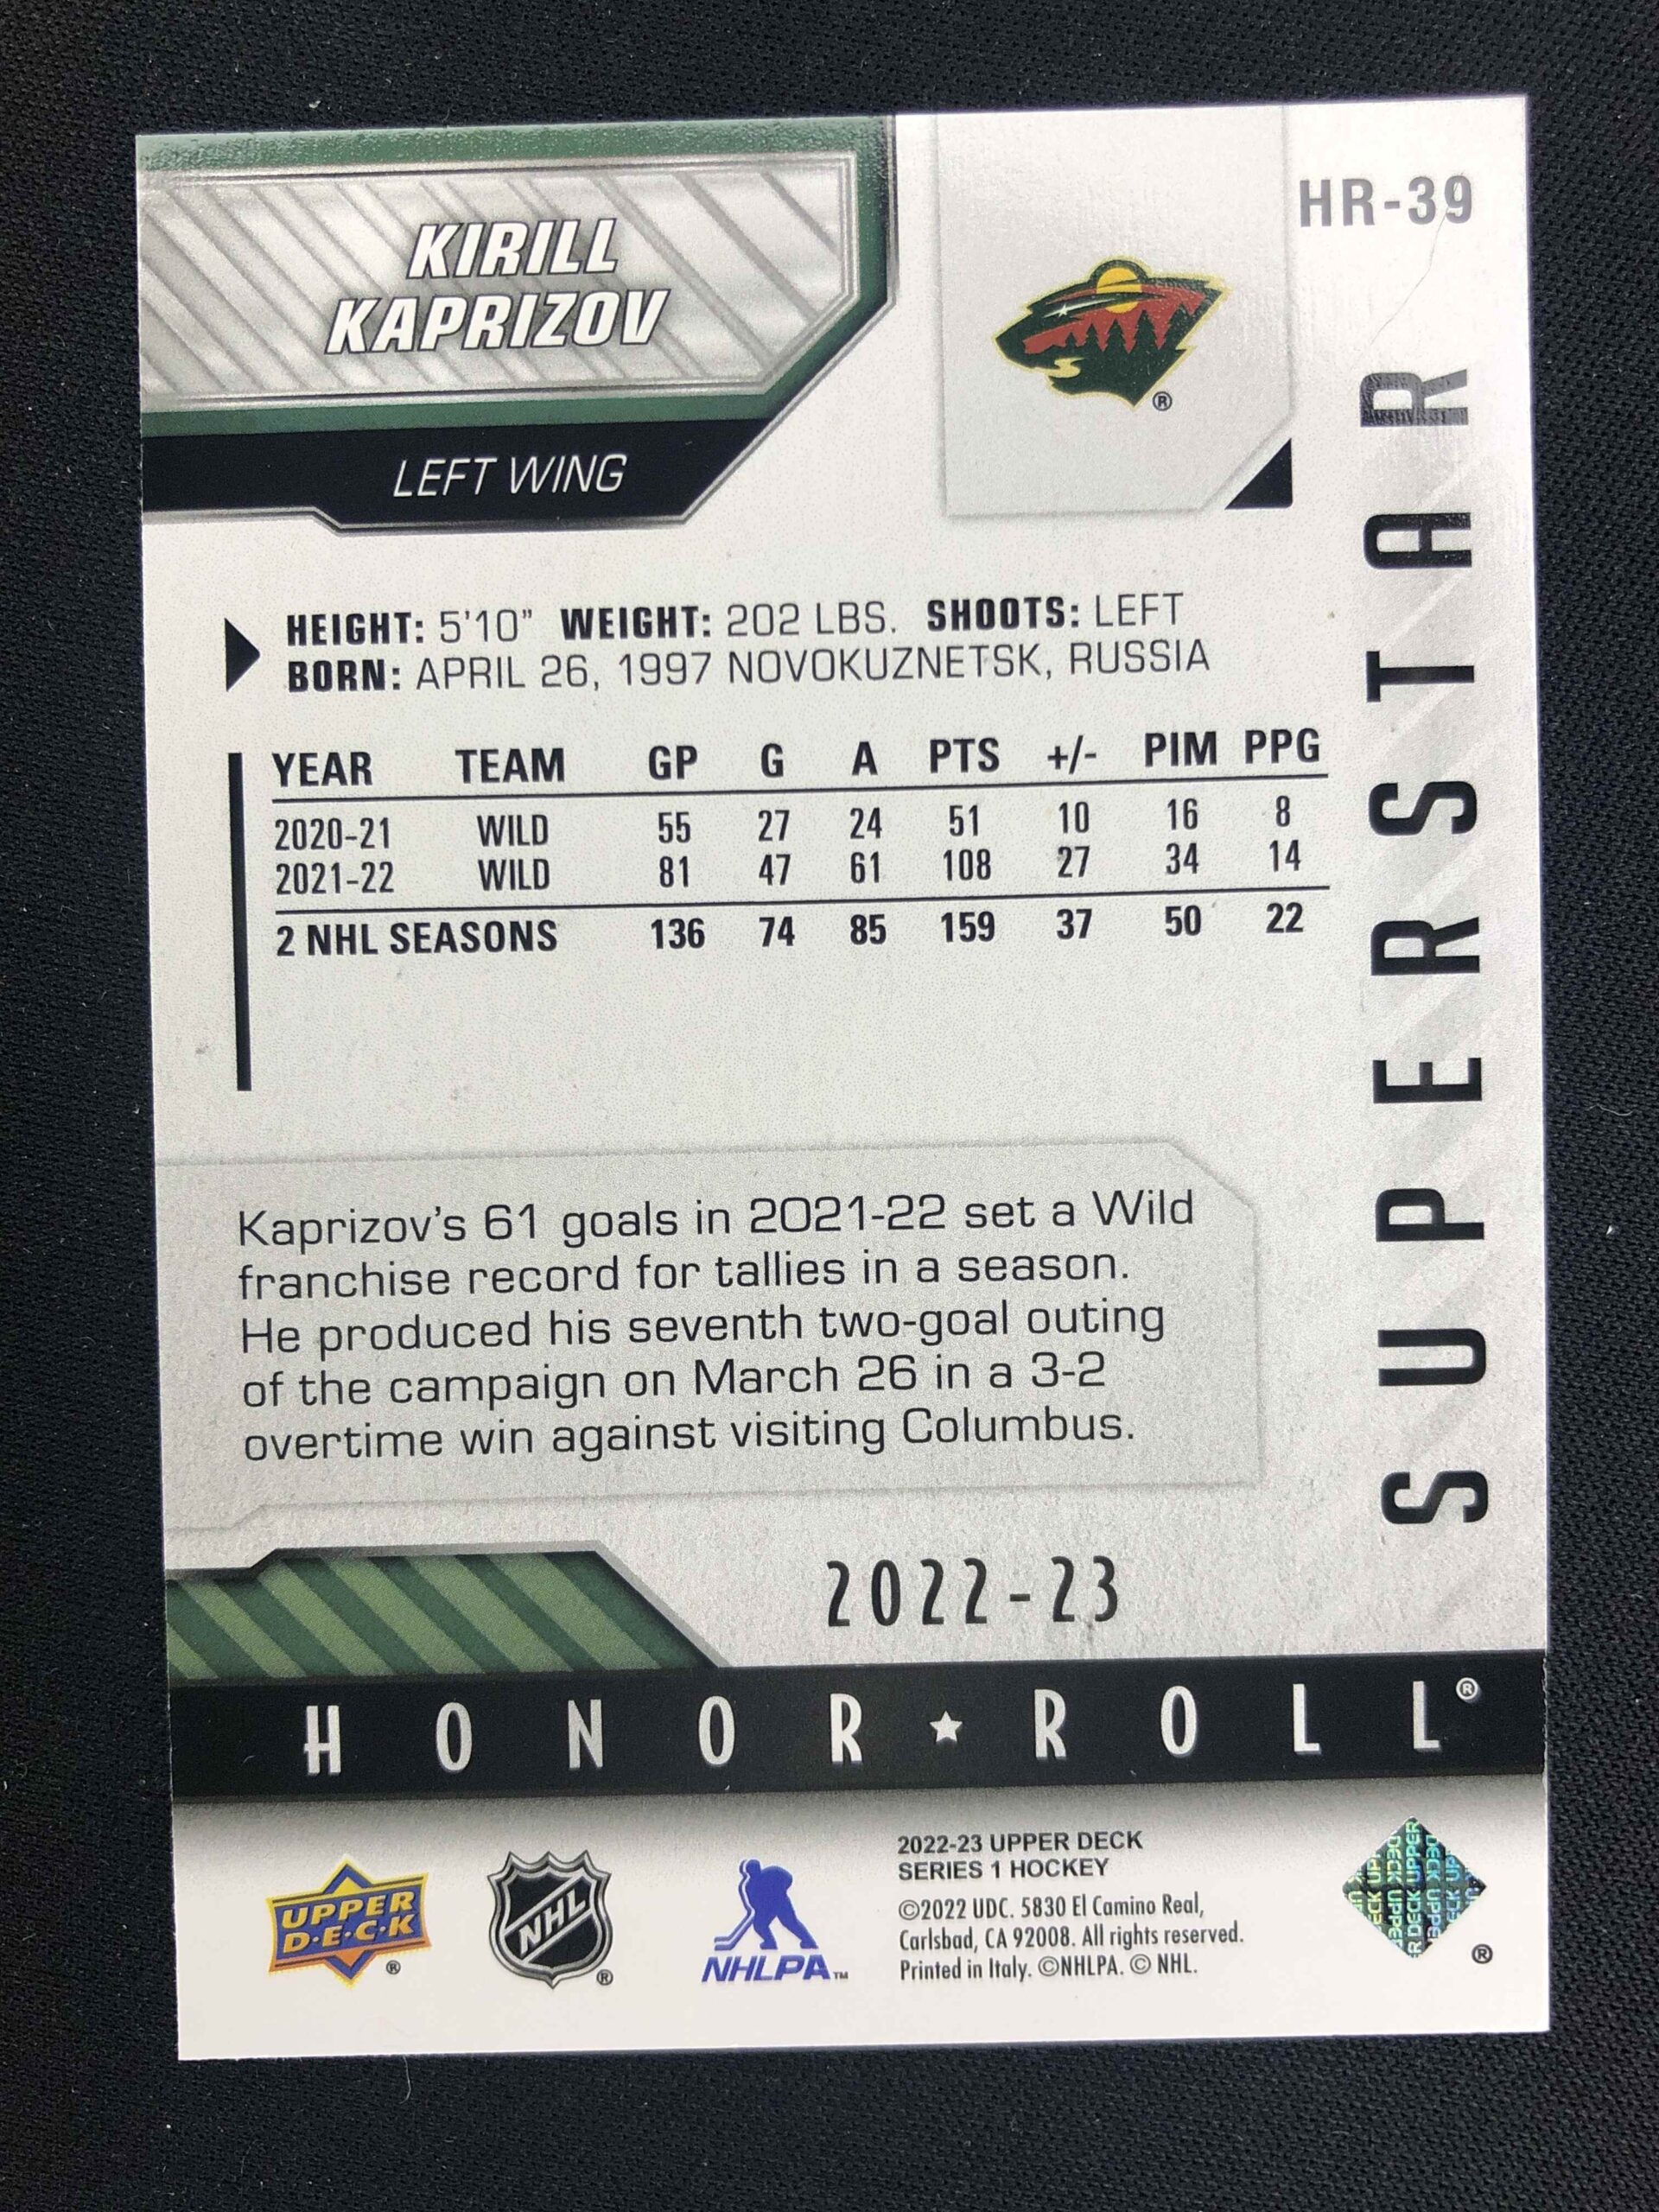 HR-39
KIRILL
KAPRIZOV
LEFT WING
®
HEIGHT: 5'10" WEIGHT: 202 LBS. SHOOTS: LEFT
BORN: APRIL 26, 1997 NOVOKUZNETSK, RUSSIA
YEAR TEAM GP G A PTS +/- PIM PPG
2020-21 WILD 55 27 24 51 10 16 8
2021-22 WILD 81 47 61 108 27 34 14
2 NHL SEASONS 136 74 85 159 37 50 22
SUPERSTAR
Kaprizov's 61 goals in 2021-22 set a Wild
franchise record for tallies in a season.
He produced his seventh two-goal outing
of the campaign on March 26 in a 3-2
overtime win against visiting Columbus.
2022-23
HONOR ★ ROLL®
UPPER
D·E·C·K ®
NHL ®
NHLPA™
2022-23 UPPER DECK
SERIES 1 HOCKEY
©2022 UDC. 5830 El Camino Real,
Carlsbad, CA 92008. All rights reserved.
Printed in Italy. ©NHLPA. © NHL.
®